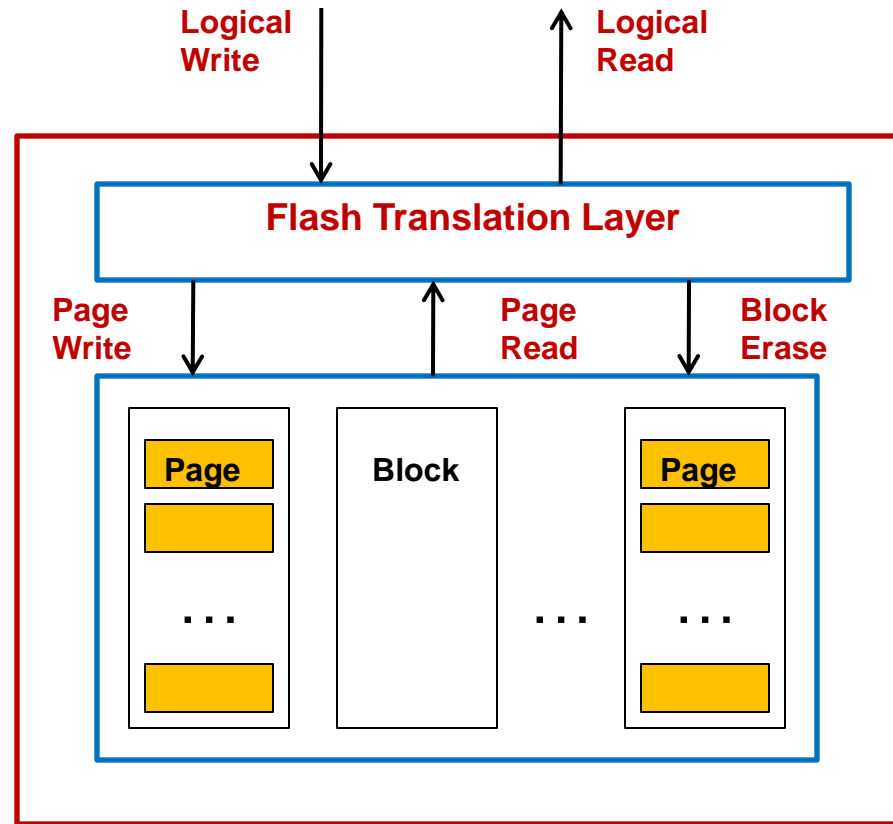 Logical
Write
Logical
Read
Flash Translation Layer
Page
Write
Page
Read
Block
Erase
Page
Block
Page
. . .
. . .
. . .